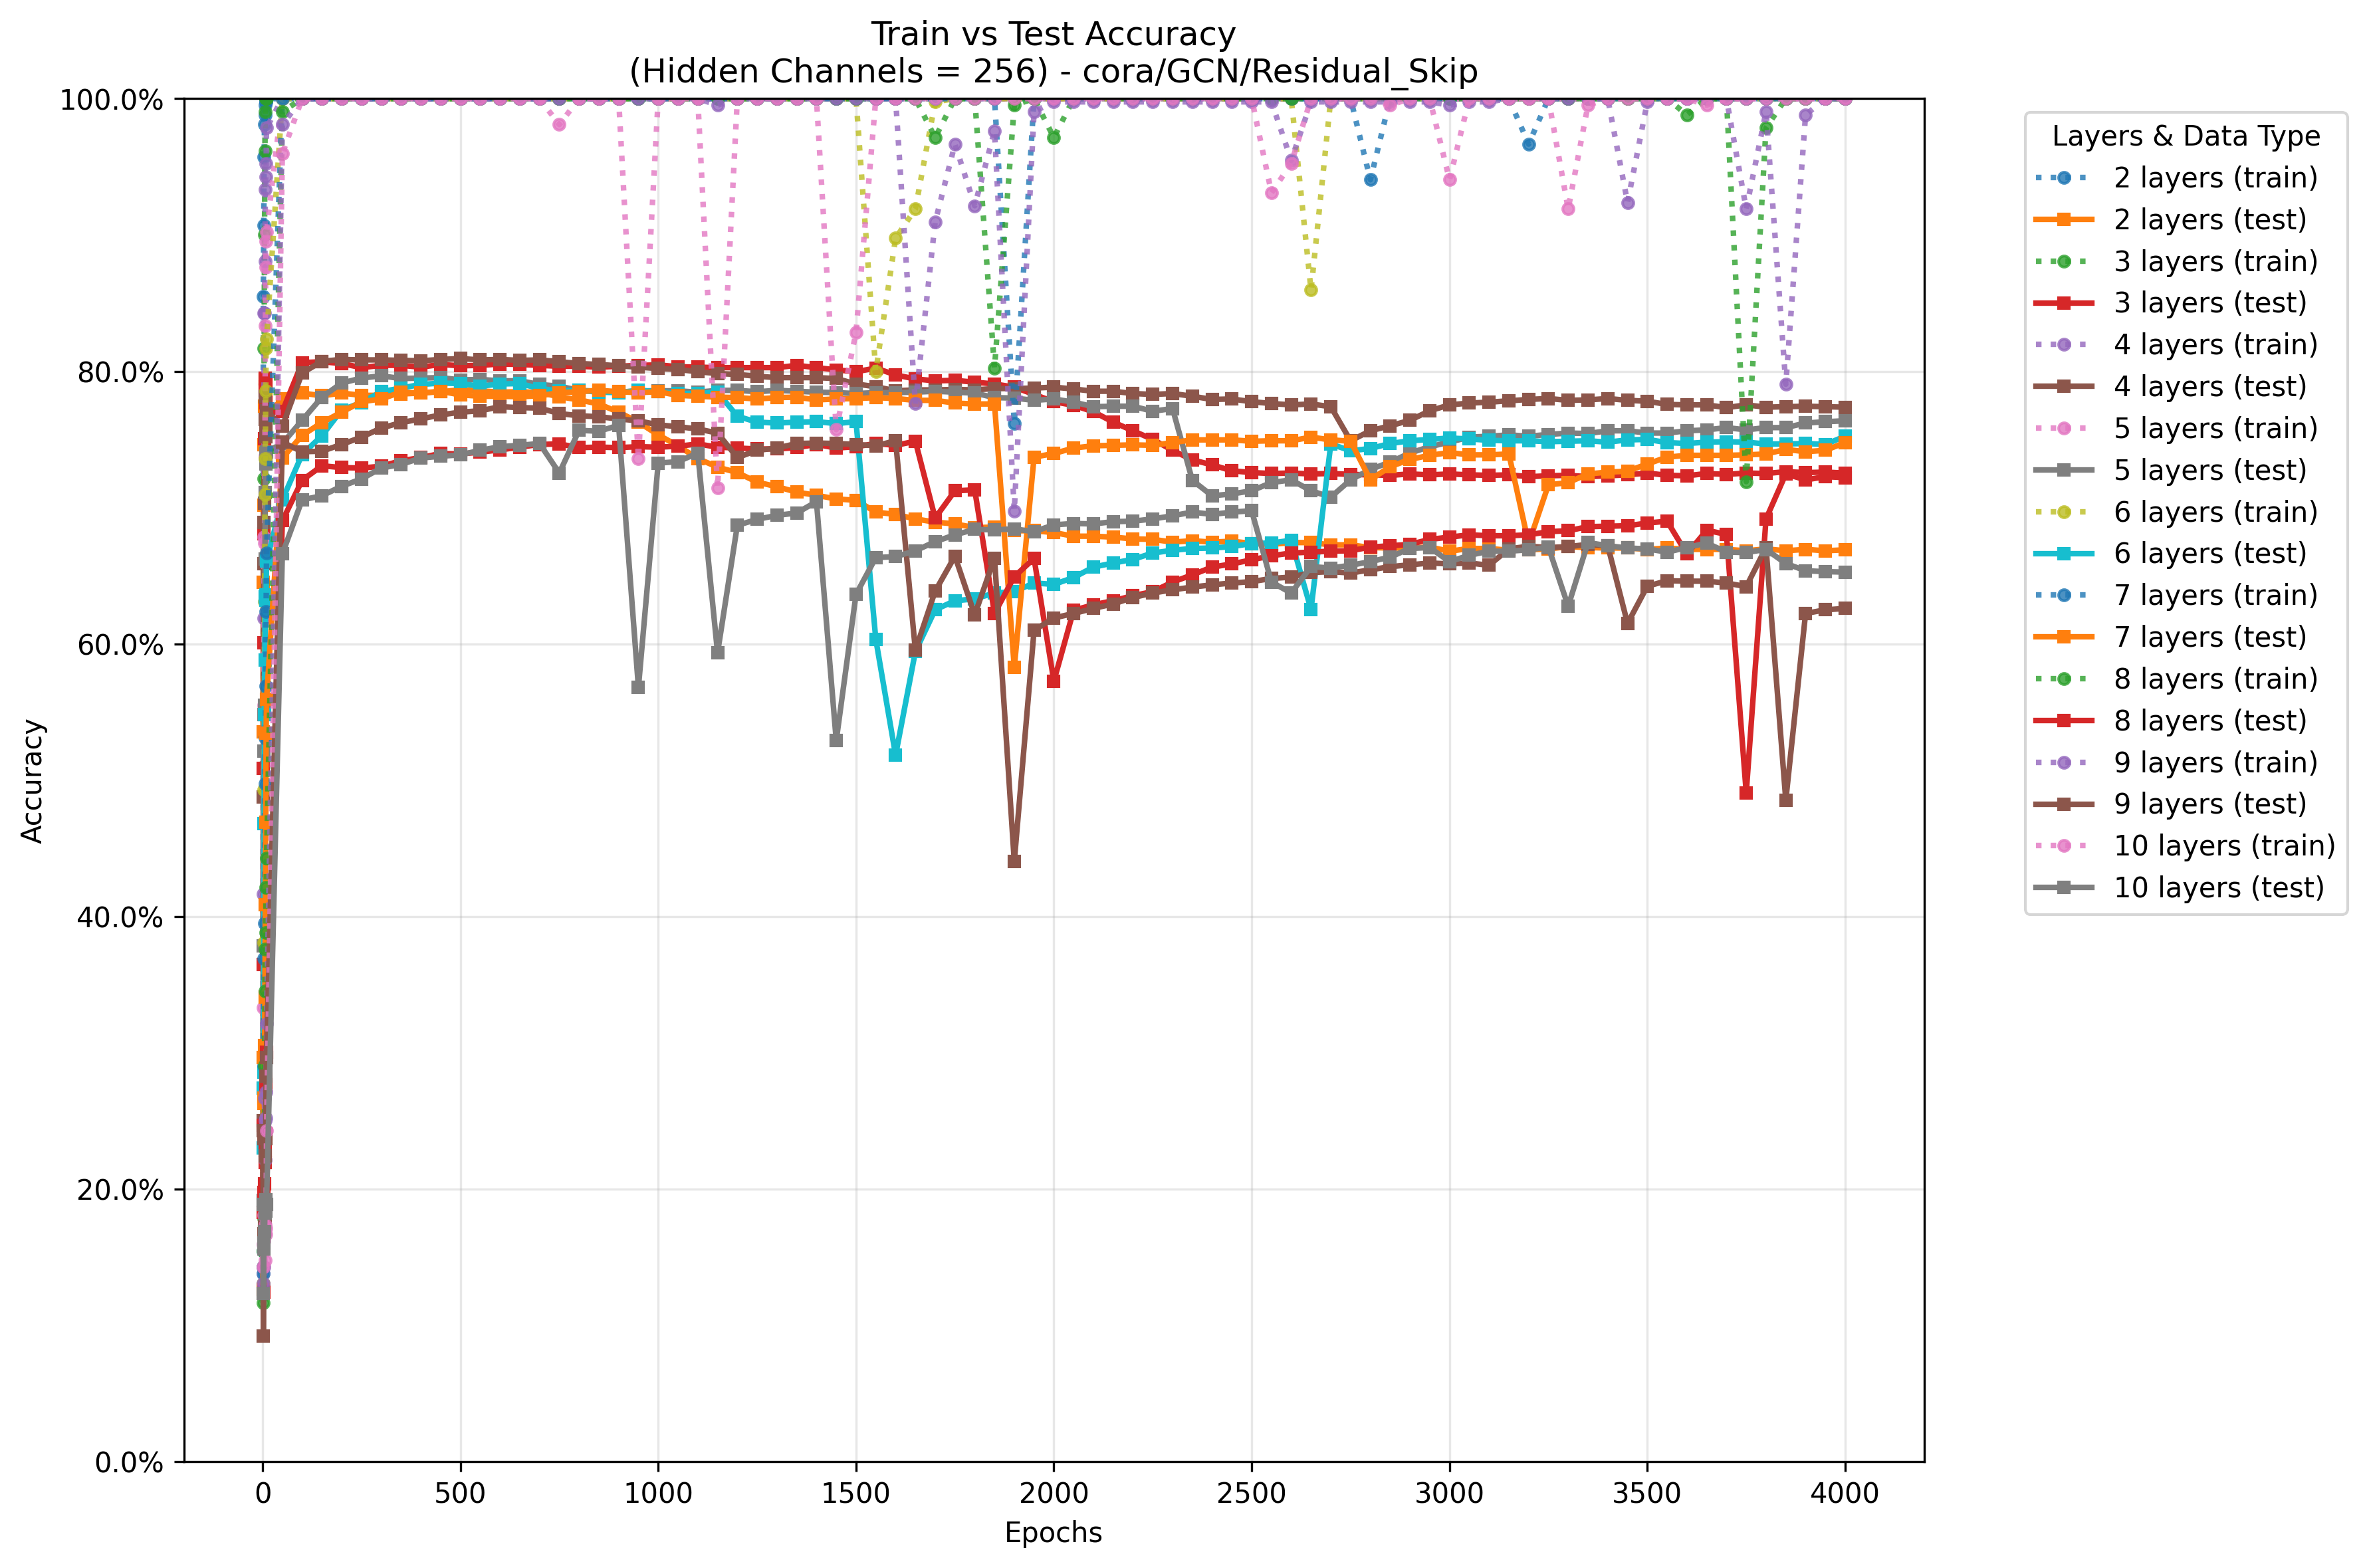 Train vs Test Accuracy
(Hidden Channels = 256) - cora/GCN/Residual_Skip
100.0%
80.0%
60.0%
40.0%
20.0%
0.0%
Accuracy
0
500
1000
1500
2000
2500
3000
3500
4000
Epochs
Layers & Data Type
2 layers (train)
2 layers (test)
3 layers (train)
3 layers (test)
4 layers (train)
4 layers (test)
5 layers (train)
5 layers (test)
6 layers (train)
6 layers (test)
7 layers (train)
7 layers (test)
8 layers (train)
8 layers (test)
9 layers (train)
9 layers (test)
10 layers (train)
10 layers (test)